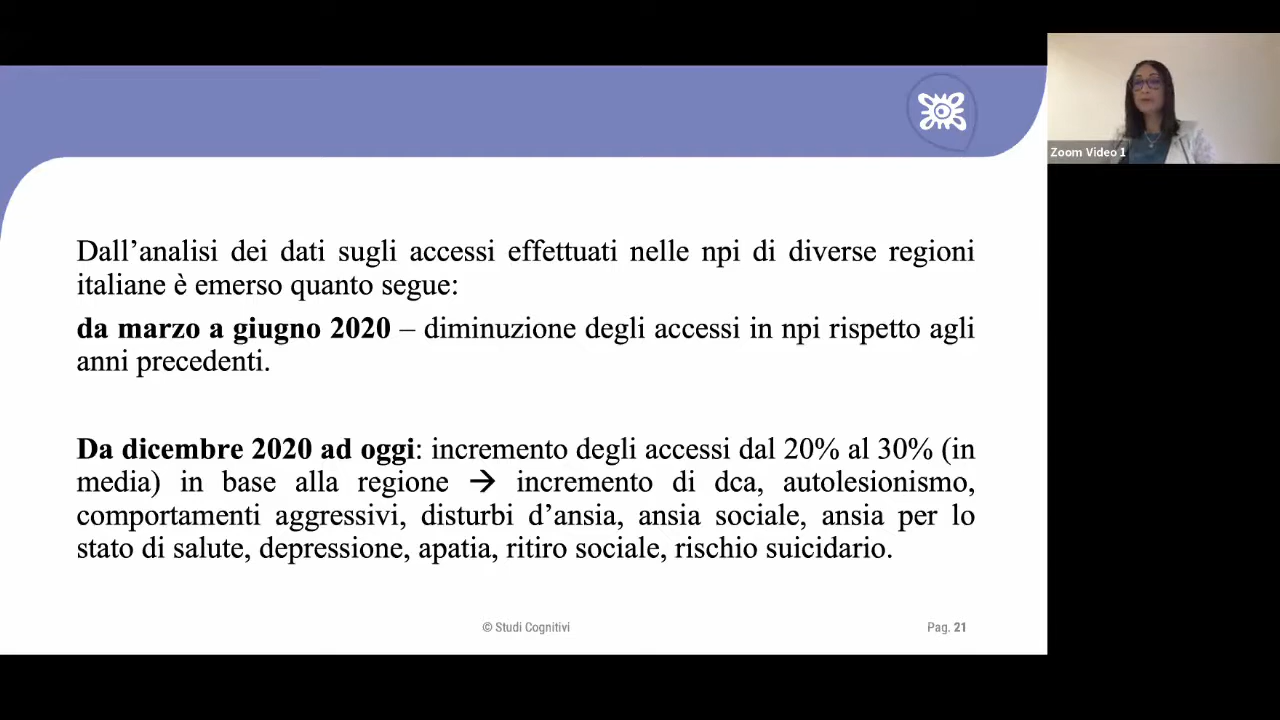 Zoom Video 1
Dall’analisi dei dati sugli accessi effettuati nelle npi di diverse regioni
italiane è emerso quanto segue:
da marzo a giugno 2020 – diminuzione degli accessi in npi rispetto agli
anni precedenti.
Da dicembre 2020 ad oggi: incremento degli accessi dal 20% al 30% (in
media) in base alla regione → incremento di dca, autolesionismo,
comportamenti aggressivi, disturbi d’ansia, ansia sociale, ansia per lo
stato di salute, depressione, apatia, ritiro sociale, rischio suicidario.
© Studi Cognitivi
Pag. 21